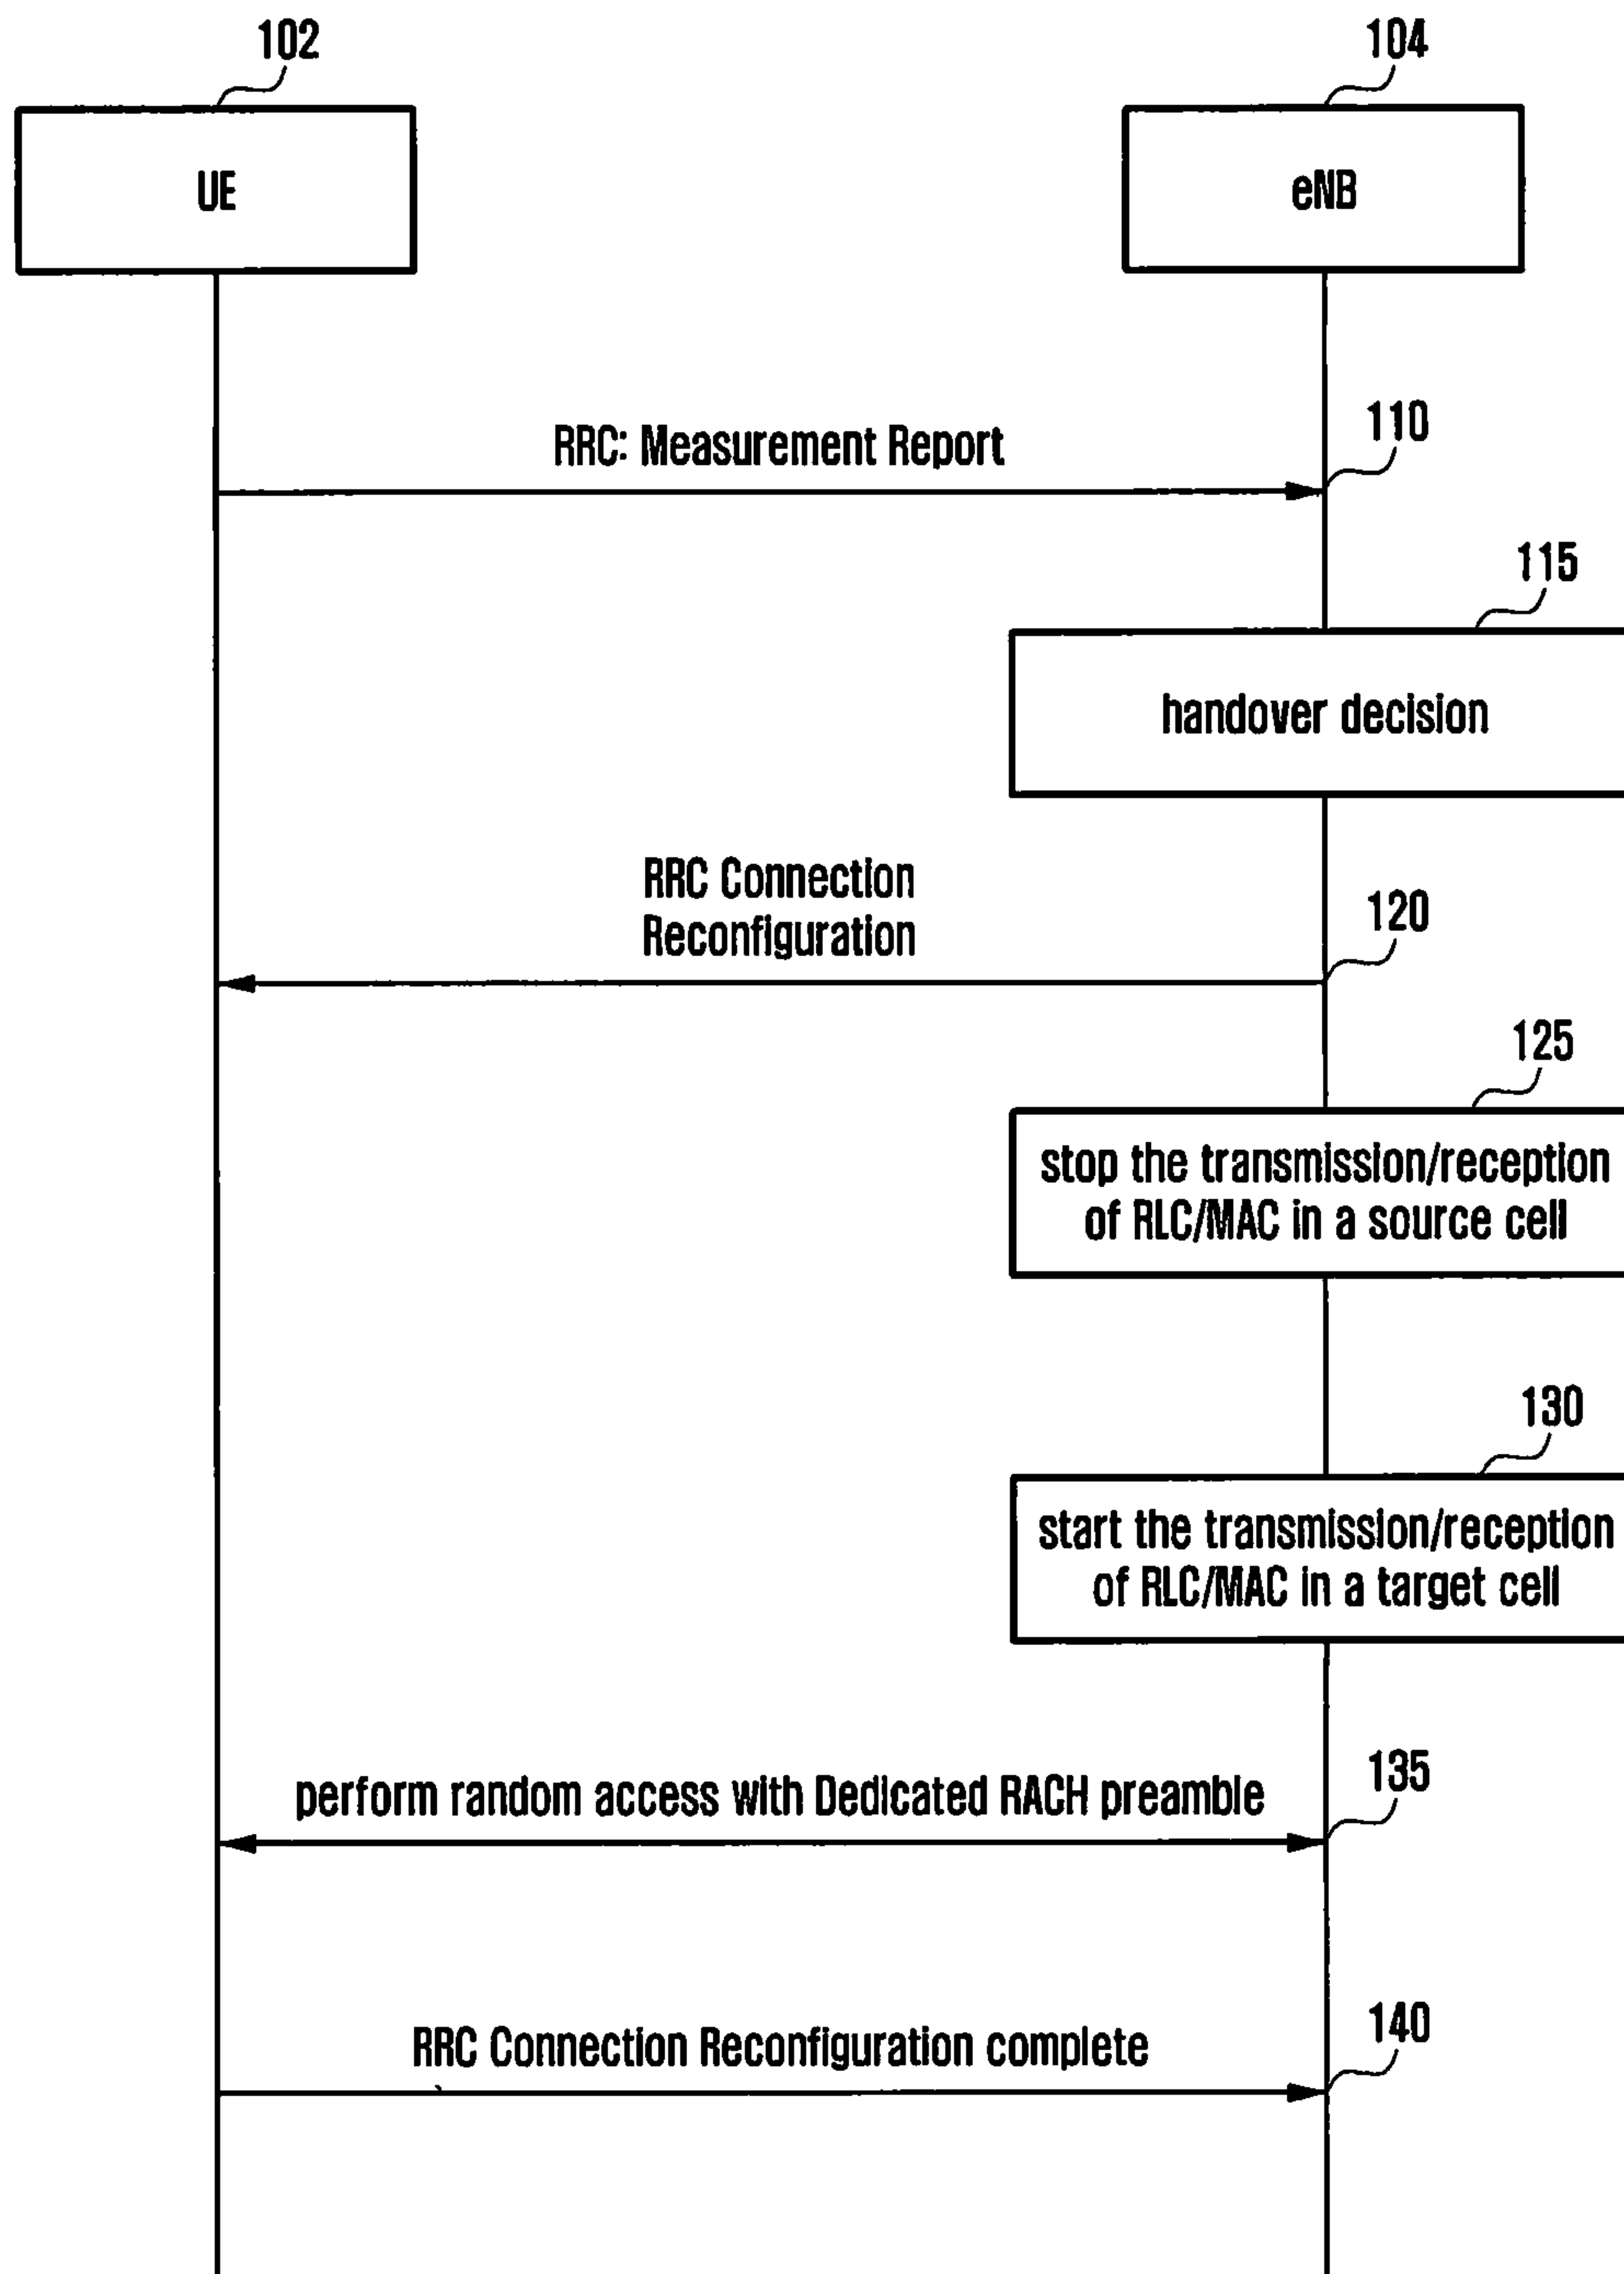 102
104
UE
eNB
RRC: Measurement Report
110
115
handover decision
RRC Connection
Reconfiguration
120
125
stop the transmission/reception
of RLC/MAC in a source cell
130
start the transmission/reception
of RLC/MAC in a target cell
perform random access with Dedicated RACH preamble
135
RRC Connection Reconfiguration complete
140